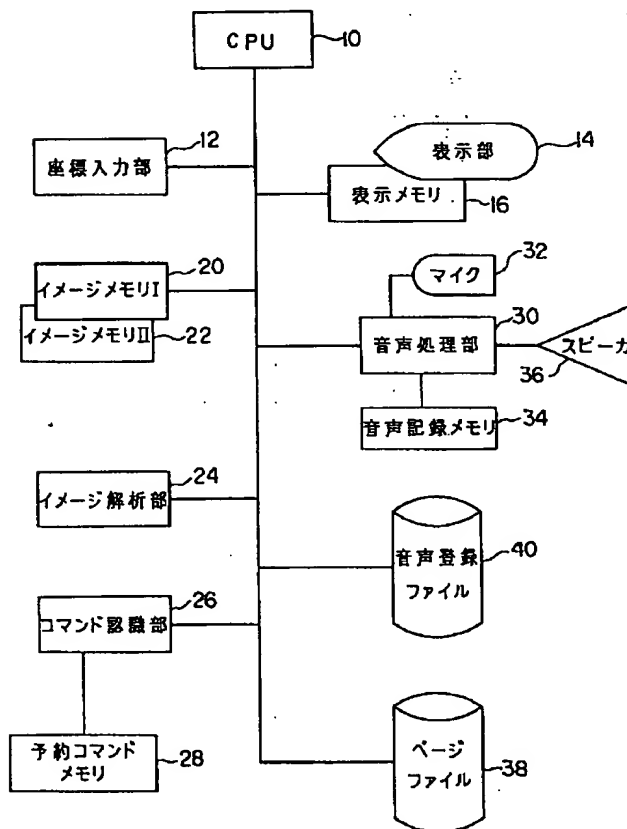 CPU
10
座標入力部
12
表示部
14
表示メモリ
16
イメージメモリI
20
イメージメモリII
22
マイク
32
音声処理部
30
スピーカ
36
音声記録メモリ
34
イメージ解析部
24
音声登録
ファイル
40
コマンド認識部
26
予約コマンド
メモリ
28
ページ
ファイル
38